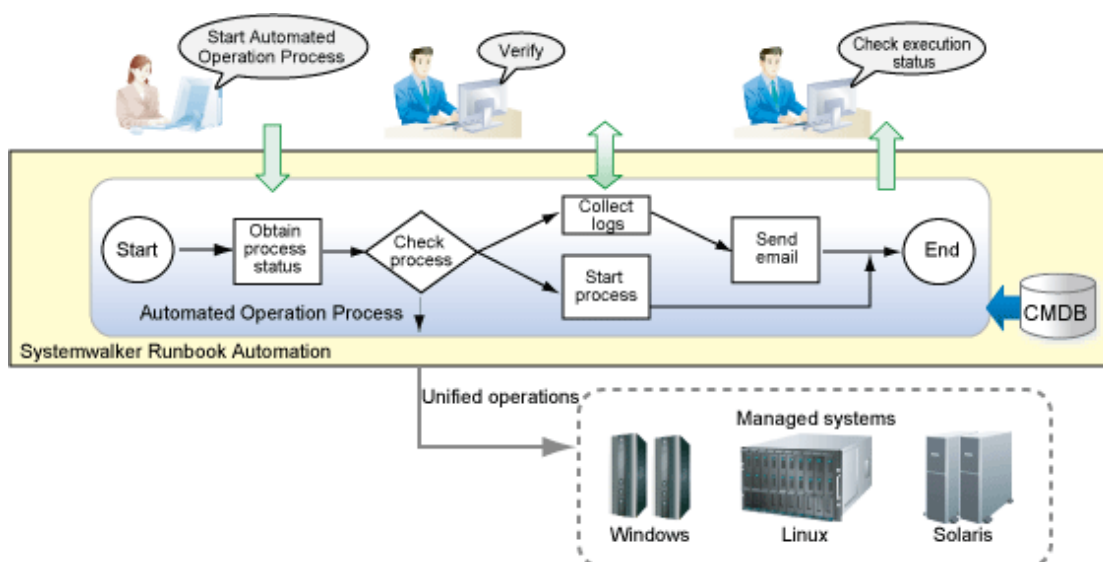 Start Automated
Operation Process
Verify
Check execution
status
Start
Obtain
process
status
Check
process
Collect
logs
Start
process
Send
email
End
Automated Operation Process
CMDB
Systemwalker Runbook Automation
Unified operations
Managed systems
Windows
Linux
Solaris